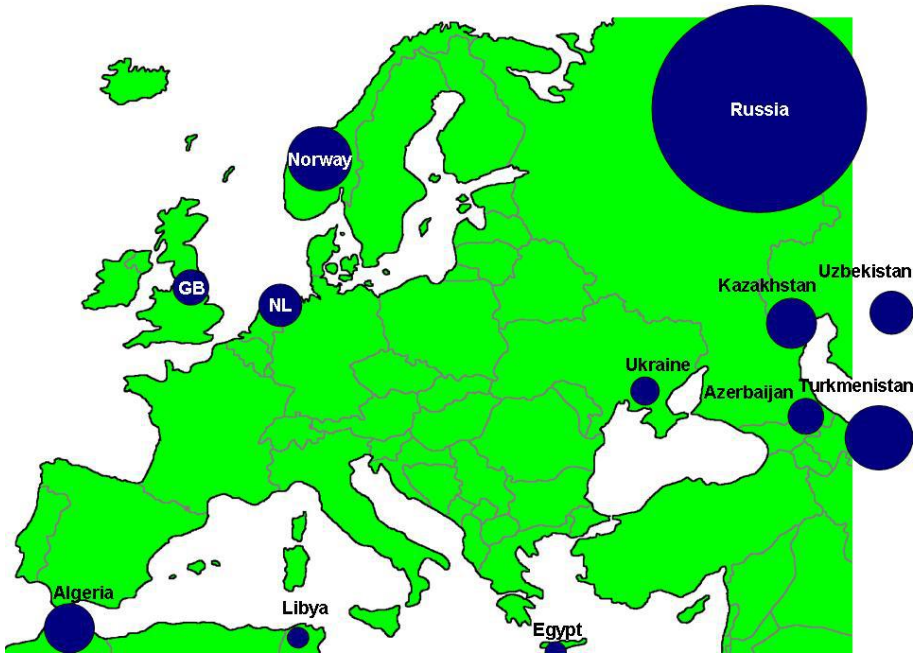 Russia
Norway
Uzbekistan
Kazakhstan
GB
NL
Ukraine
Turkmenistan
Azerbaijan
Algeria
Libya
Egypt